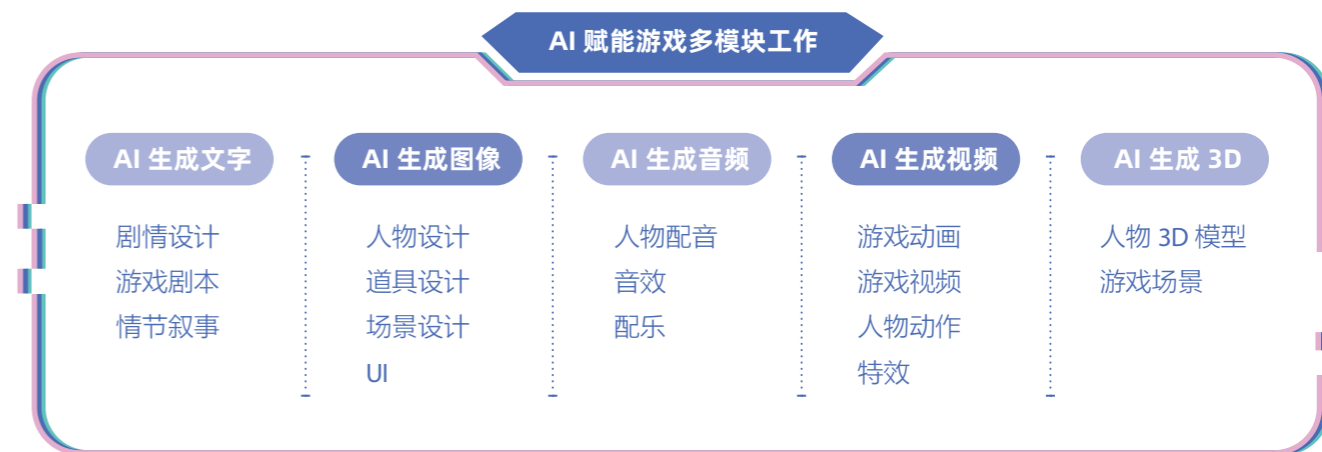 AI 赋能游戏多模块工作
AI 生成文字
剧情设计
游戏剧本
情节叙事
AI 生成图像
人物设计
道具设计
场景设计
UI
AI 生成音频
人物配音
音效
配乐
AI 生成视频
游戏动画
游戏视频
人物动作
特效
AI 生成 3D
人物 3D 模型
游戏场景